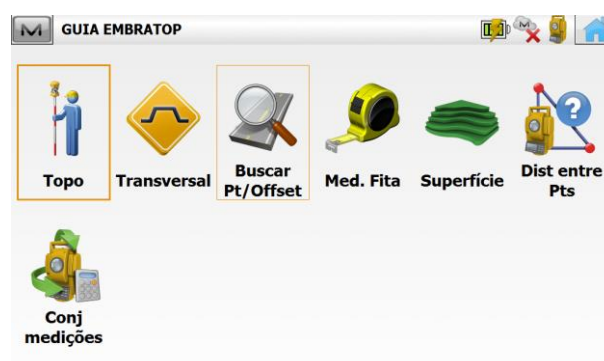 GUIA EMBRATOP
Topo
Transversal
Buscar
Pt/Offset
Med. Fita
Superfície
Dist entre
Pts
Conj
medições